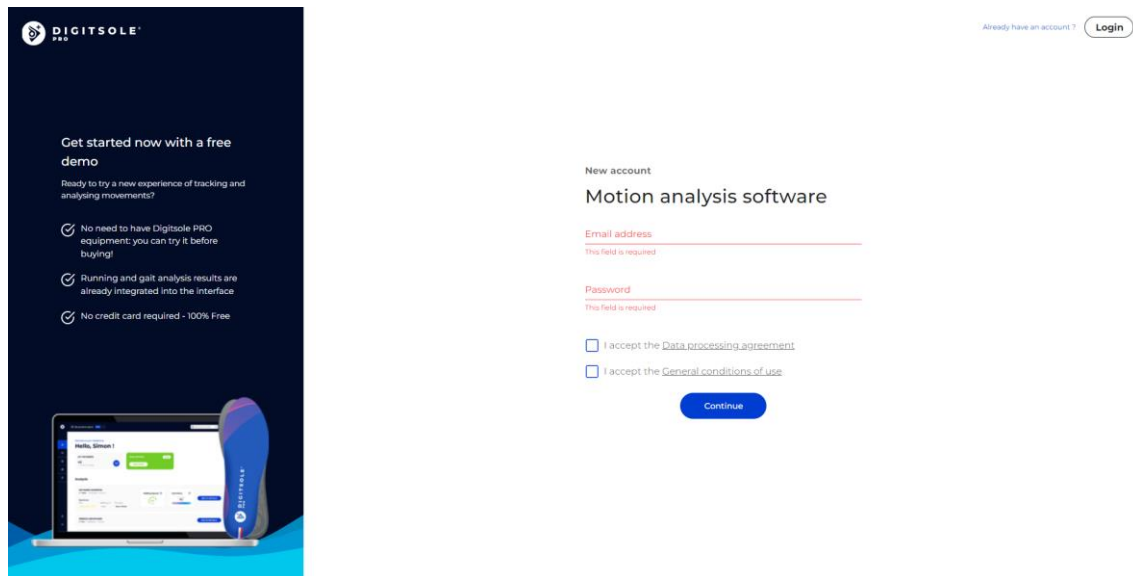 DIGITSOLE
PRO
Already have an account ?
Login
Get started now with a free
demo
Ready to try a new experience of tracking and
analysing movements?
No need to have Digitsole PRO
equipment: you can try it before
buying!
Running and gait analysis results are
already integrated into the interface
No credit card required - 100% Free
New account
Motion analysis software
Email address
This field is required
Password
This field is required
I accept the Data processing agreement
I accept the General conditions of use
Continue
Hello, Simon !
Analysis
DIGITSOLE